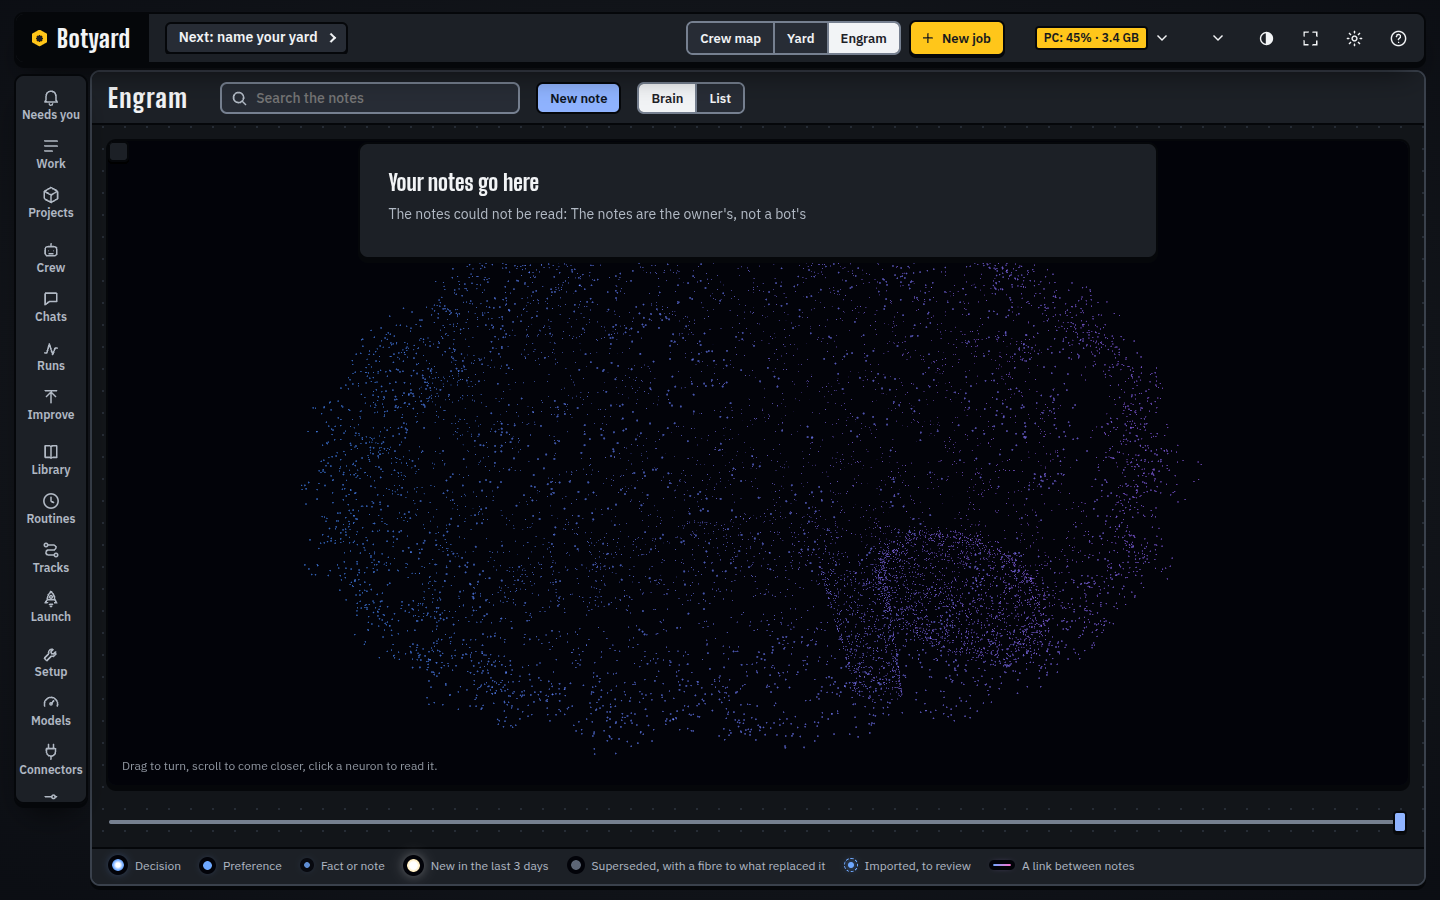 Botyard
Next: name your yard
Crew map
Yard
Engram
New job
PC: 45% · 3.4 GB
Needs you
Work
Projects
Crew
Chats
Runs
Improve
Library
Routines
Tracks
Launch
Setup
Models
Connectors
Engram
Search the notes
New note
Brain
List
Your notes go here
The notes could not be read: The notes are the owner's, not a bot's
Drag to turn, scroll to come closer, click a neuron to read it.
Decision
Preference
Fact or note
New in the last 3 days
Superseded, with a fibre to what replaced it
Imported, to review
A link between notes